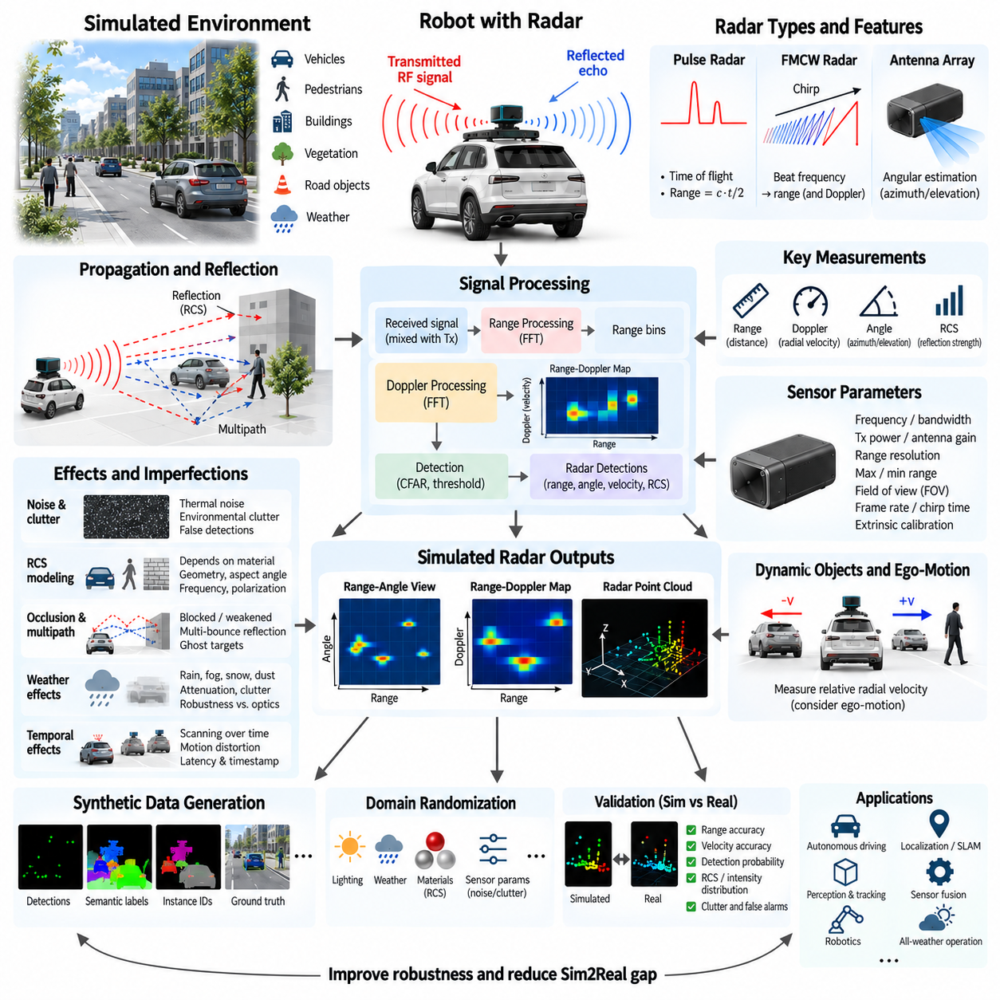 Simulated Environment
Vehicles
Pedestrians
Buildings
Vegetation
Road objects
Weather
Robot with Radar
Transmitted
RF signal
Reflected
echo
Radar Types and Features
Pulse Radar
• Time of flight
• Range = c·t/2
FMCW Radar
Chirp
Beat frequency
→ range (and Doppler)
Antenna Array
Angular estimation
(azimuth/elevation)
Propagation and Reflection
Reflection
(RCS)
Multipath
Signal Processing
Received signal
(mixed with Tx)
Range Processing
(FFT)
Range bins
Doppler Processing
(FFT)
Range-Doppler Map
Doppler (velocity)
Range
Detection
(CFAR, threshold)
Radar Detections
(range, angle, velocity, RCS)
Key Measurements
Range
(distance)
Doppler
(radial velocity)
Angle
(azimuth/elevation)
RCS
(reflection strength)
Sensor Parameters
Frequency / bandwidth
Tx power / antenna gain
Range resolution
Max / min range
Field of view (FOV)
Frame rate / chirp time
Extrinsic calibration
Effects and Imperfections
Noise &
clutter
Thermal noise
Environmental clutter
False detections
RCS
modeling
Depends on material
Geometry, aspect angle
Frequency, polarization
Occlusion &
multipath
Blocked / weakened
Multi-bounce reflection
Ghost targets
Weather
effects
Rain, fog, snow, dust
Attenuation, clutter
Robustness vs. optics
Temporal
effects
Scanning over time
Motion distortion
Latency & timestamp
Simulated Radar Outputs
Range-Angle View
Angle
Range
Range-Doppler Map
Doppler
Range
Radar Point Cloud
Z
Y
X
Dynamic Objects and Ego-Motion
-v
+v
Measure relative radial velocity
(consider ego-motion)
Synthetic Data Generation
Detections
Semantic labels
Instance IDs
Ground truth
...
Domain Randomization
Lighting
Weather
Materials
(RCS)
Sensor params
(noise/clutter)
...
Validation (Sim vs Real)
Simulated
Real
Range accuracy
Velocity accuracy
Detection probability
RCS / intensity
distribution
Clutter and false alarms
Applications
Autonomous driving
Localization / SLAM
Perception & tracking
Sensor fusion
Robotics
All-weather operation
...
Improve robustness and reduce Sim2Real gap